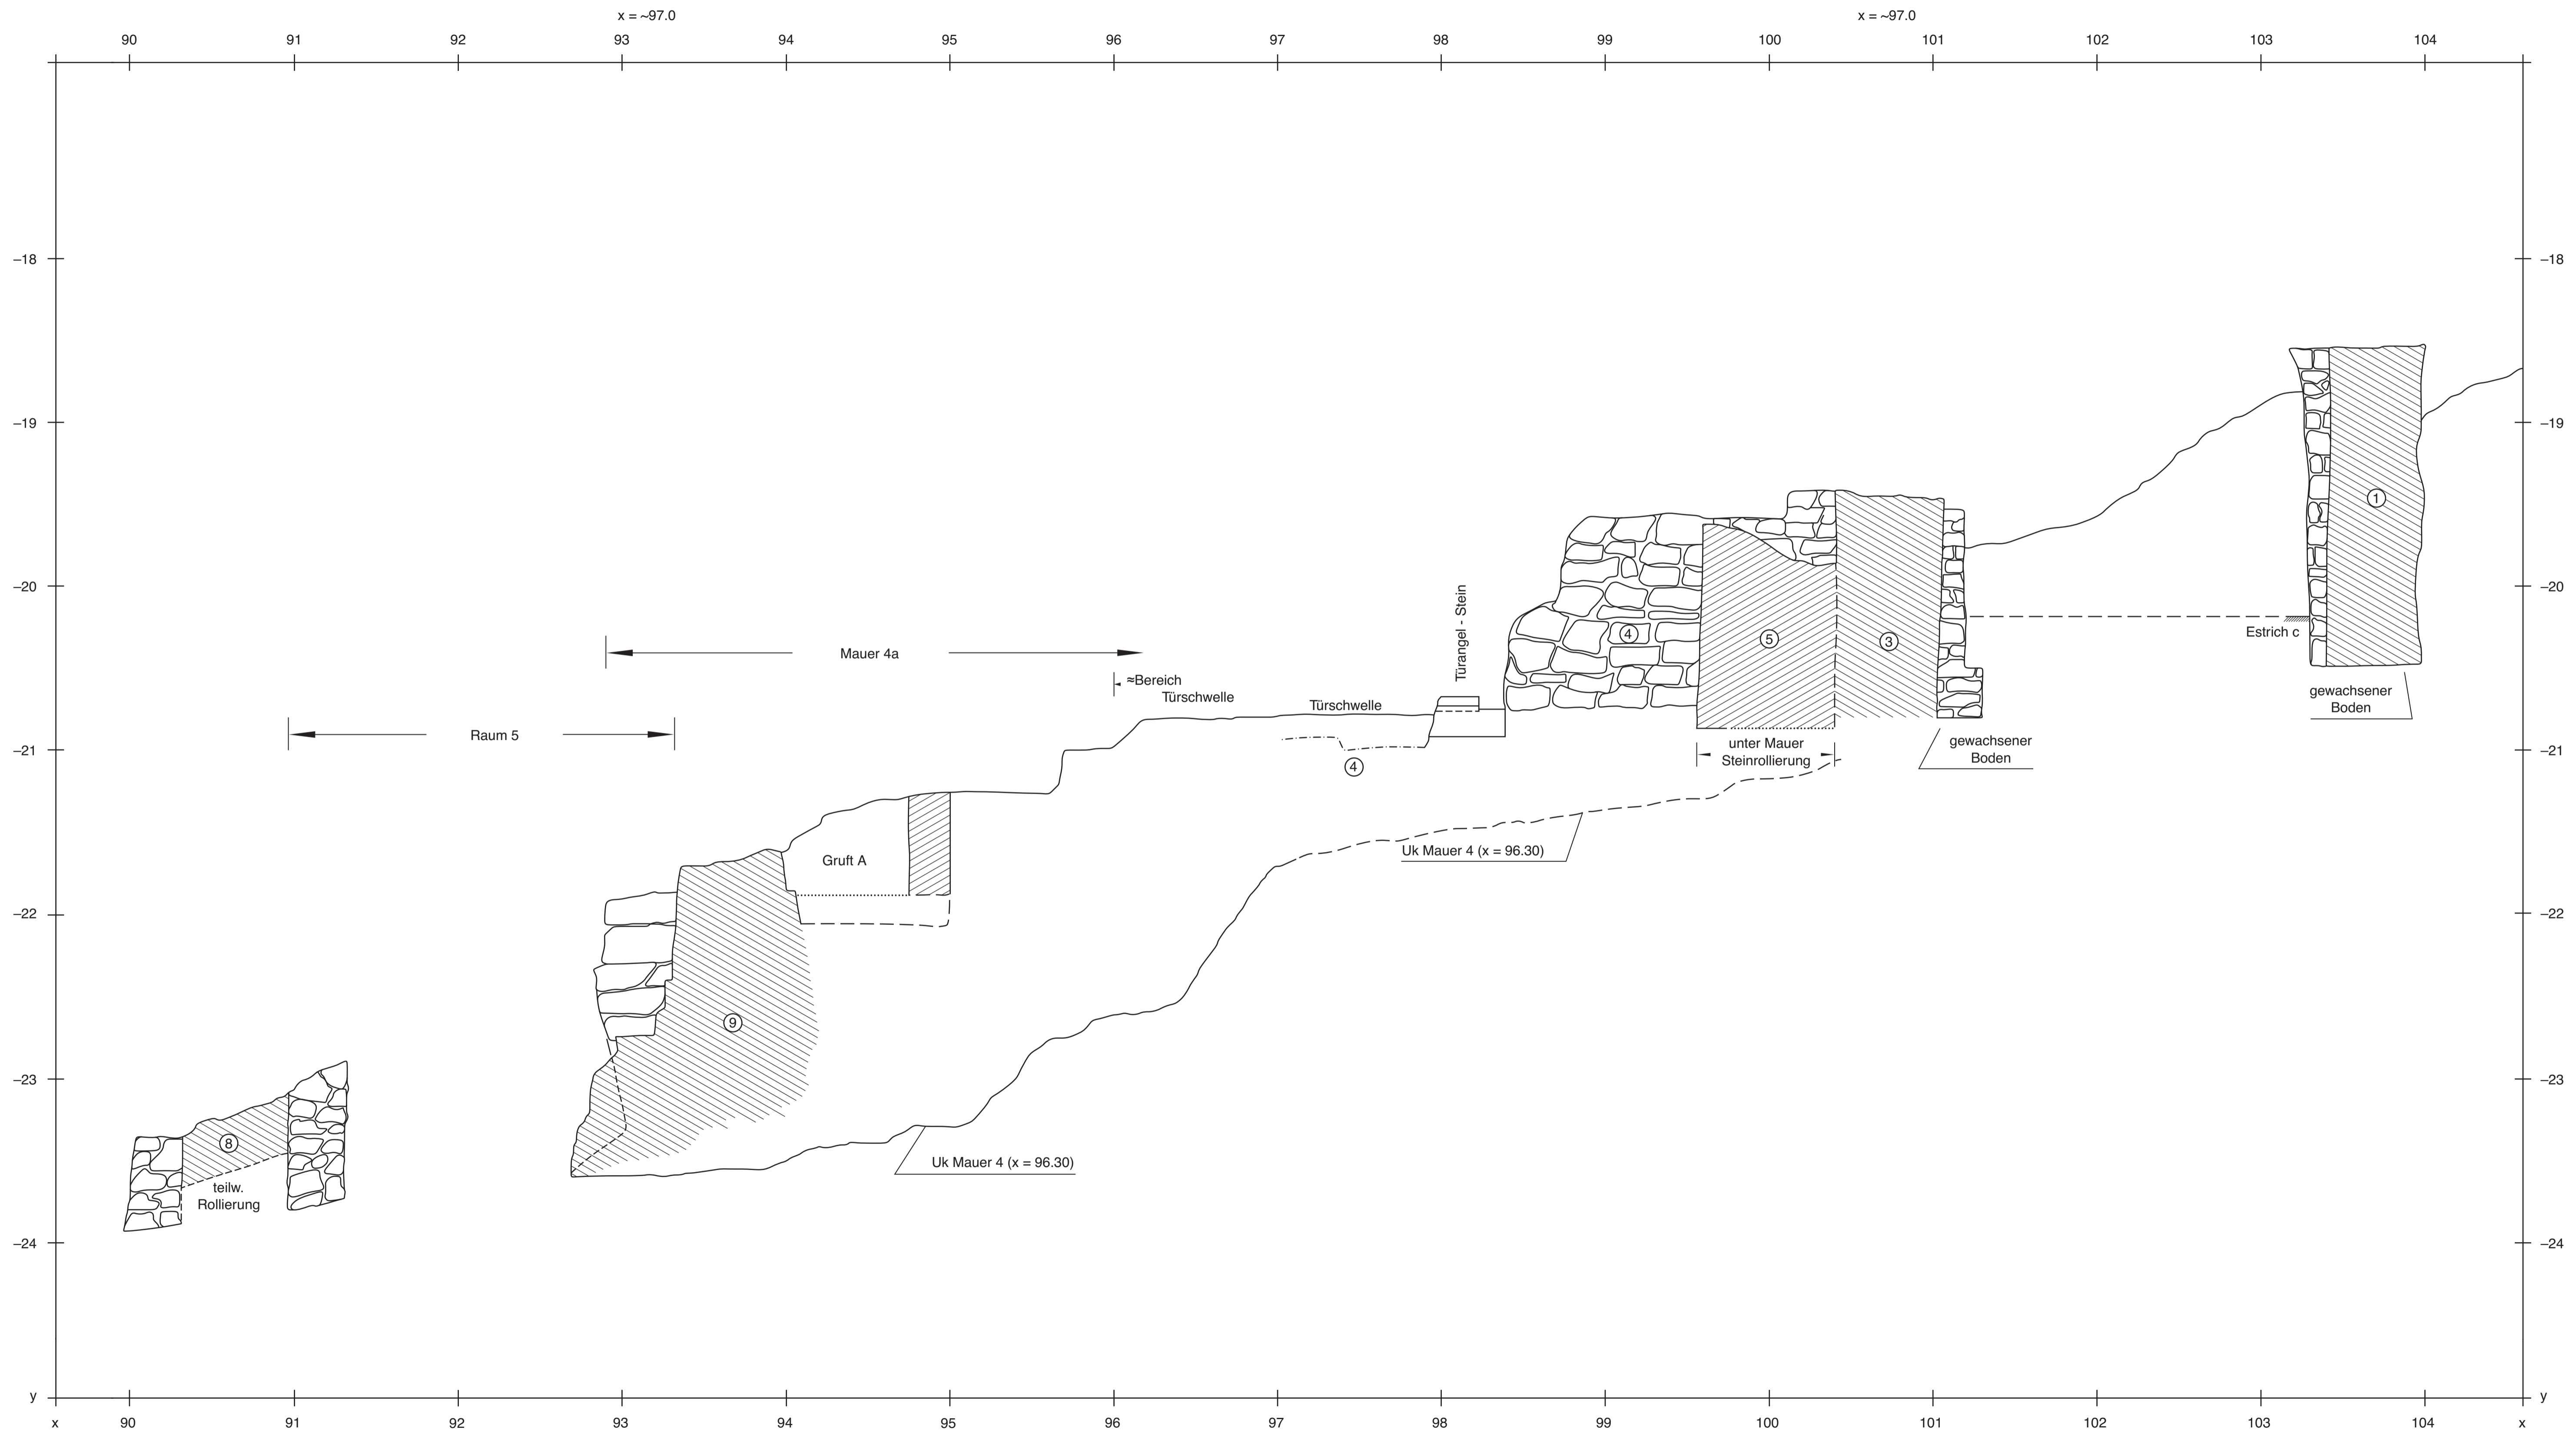 x = ~97.0 x = ~97.0
90 91 92 93 94 95 96 97 98 99 100 101 102 103 104
–18 –18
–19 –19
1
–20 –20
Türangel - Stein
4
5
3
Estrich c
Mauer 4a
≈Bereich
Türschwelle
Türschwelle
gewachsener
Boden
Raum 5
–21 –21
unter Mauer
Steinrollierung
gewachsener
Boden
4
Gruft A
Uk Mauer 4 (x = 96.30)
–22 –22
9
–23 –23
8
Uk Mauer 4 (x = 96.30)
teilw.
Rollierung
–24 –24
y y
x 90 91 92 93 94 95 96 97 98 99 100 101 102 103 104 x